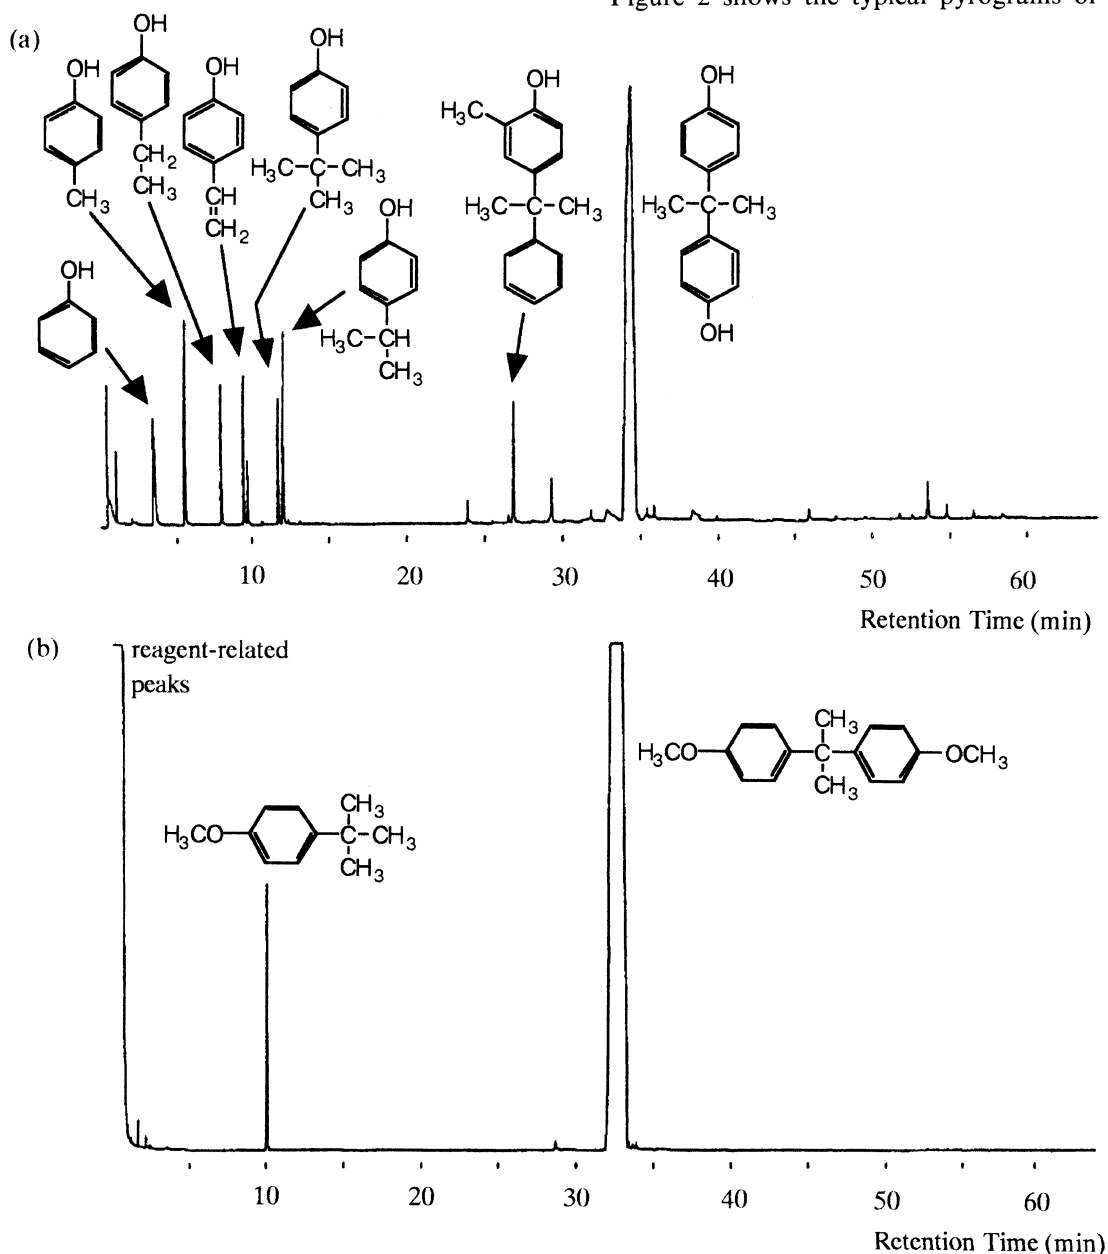 Figure 2 shows the typical pyrograms of
(a)
OH
OH
OH
OH
CH2
CH3
CH3
CH
CH2
H3C-C-CH3
CH3
OH
OH
H3C-CH
CH3
OH
H3C
H3C-C-CH3
OH
H3C-C-CH3
OH
10 20 30 40 50 60
Retention Time (min)
(b)
reagent-related
peaks
H3CO
CH3
C-CH3
CH3
H3CO
CH3
C
CH3
OCH3
10 20 30 40 50 60
Retention Time (min)